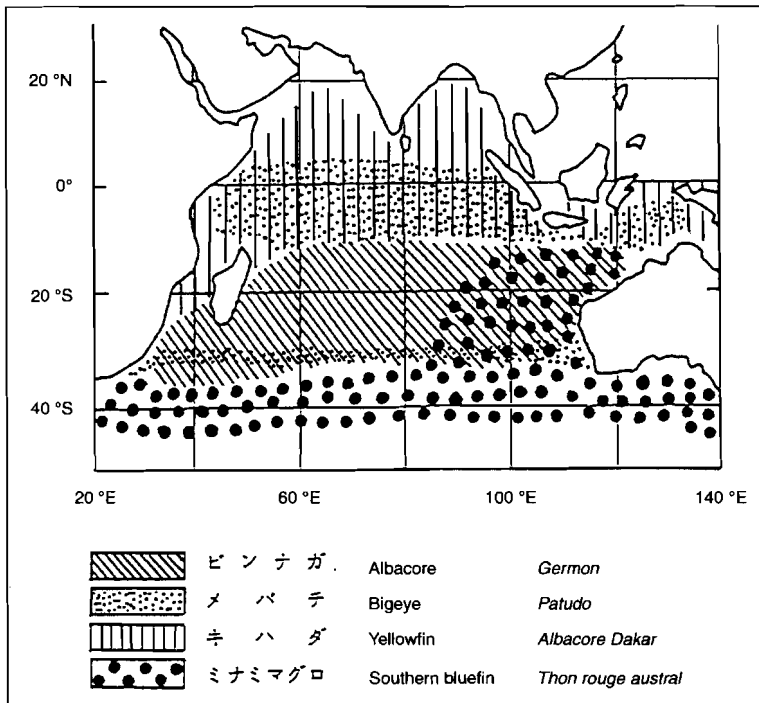 20 °N
0°
20 °S
40 °S
20 °E 60 °E 100 °E 140 °E
ビンナガ. Albacore Germon
メバチ Bigeye Patudo
キハダ Yellowfin Albacore Dakar
ミナミマグロ Southern bluefin Thon rouge austral